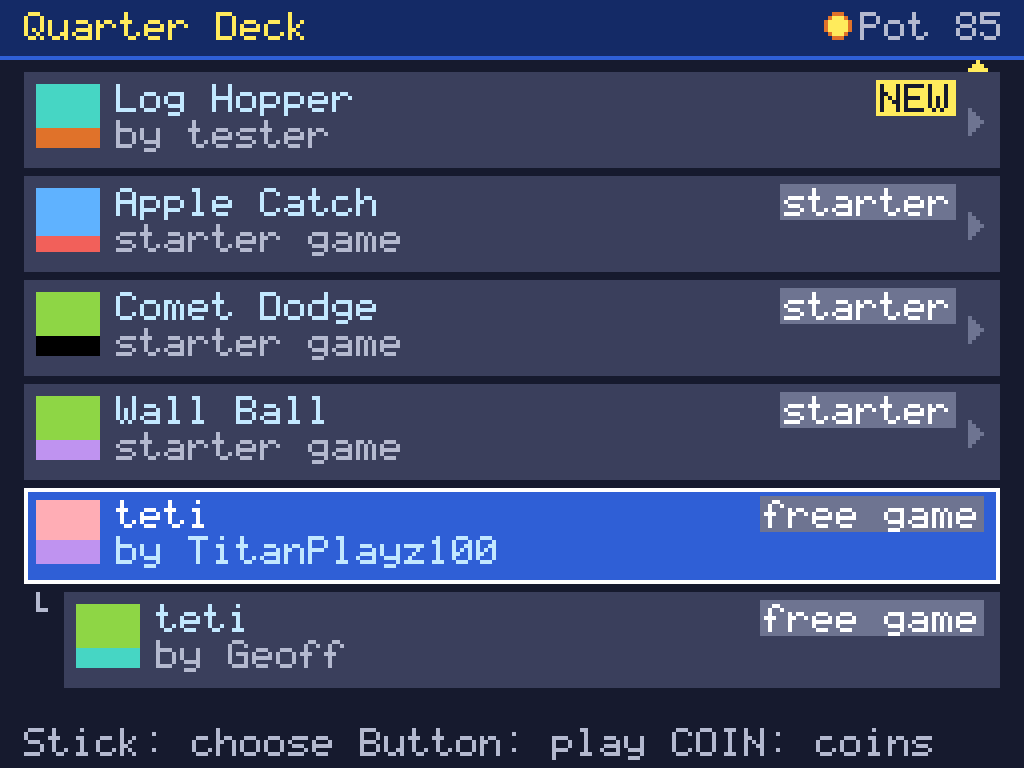 Quarter Deck
Pot 85
Log Hopper
NEW
by tester
Apple Catch
starter
starter game
Comet Dodge
starter
starter game
Wall Ball
starter
starter game
teti
free game
by TitanPlayz100
teti
free game
by Geoff
Stick: choose Button: play COIN: coins